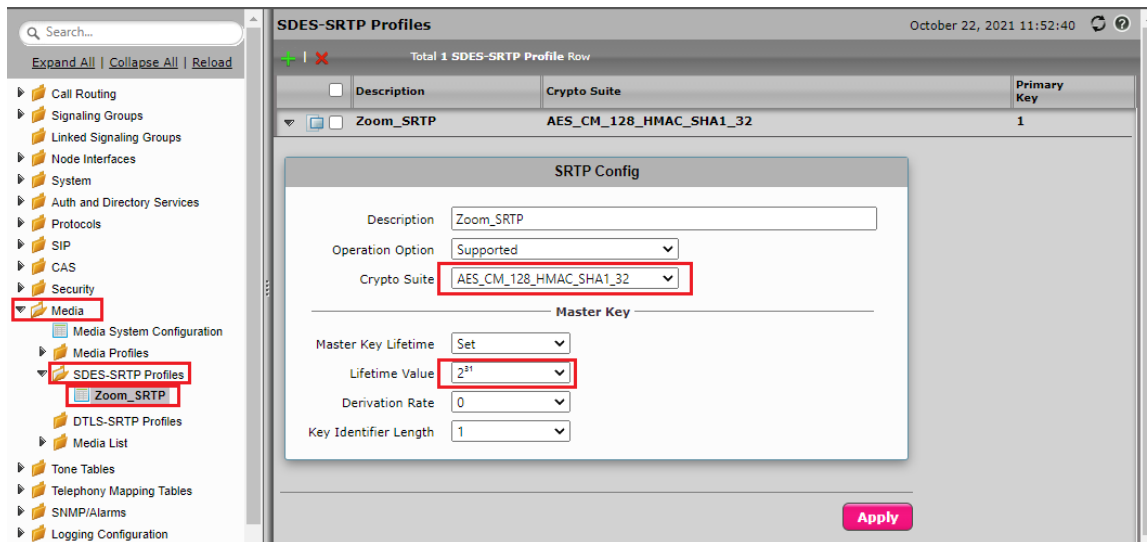 Search...
Expand All | Collapse All | Reload
Call Routing
Signaling Groups
Linked Signaling Groups
Node Interfaces
System
Auth and Directory Services
Protocols
SIP
CAS
Security
Media
Media System Configuration
Media Profiles
SDES-SRTP Profiles
Zoom_SRTP
DTLS-SRTP Profiles
Media List
Tone Tables
Telephony Mapping Tables
SNMP/Alarms
Logging Configuration
SDES-SRTP Profiles October 22, 2021 11:52:40
Total 1 SDES-SRTP Profile Row
Description Crypto Suite Primary Key
Zoom_SRTP AES_CM_128_HMAC_SHA1_32 1
SRTP Config
Description Zoom_SRTP
Operation Option Supported
Crypto Suite AES_CM_128_HMAC_SHA1_32
Master Key
Master Key Lifetime Set
Lifetime Value 2³¹
Derivation Rate 0
Key Identifier Length 1
Apply